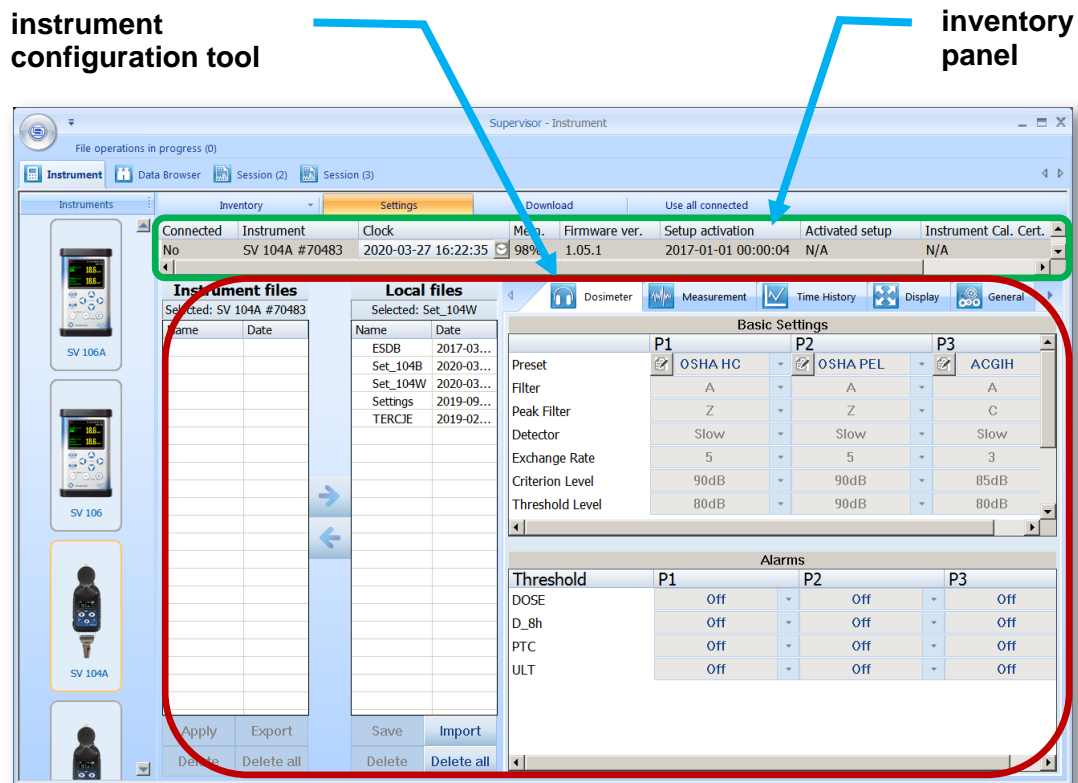 instrument
configuration tool
inventory
panel
Supervisor - Instrument
File operations in progress (0)
Instrument Data Browser Session (2) Session (3)
Instruments Inventory Settings Download Use all connected
Connected Instrument Clock Mem. Firmware ver. Setup activation Activated setup Instrument Cal. Cert.
No SV 104A #70483 2020-03-27 16:22:35 98% 1.05.1 2017-01-01 00:00:04 N/A N/A
Instrument files Local files Dosimeter Measurement Time History Display General
Selected: SV 104A #70483 Selected: Set_104W
Basic Settings
Name Date Name Date
P1 P2 P3
ESDB 2017-03...
Set_104B 2020-03...
Set_104W 2020-03...
Settings 2019-09...
TERCJE 2019-02...
Preset OSHA HC OSHA PEL ACGIH
Filter A A A
Peak Filter Z Z C
Detector Slow Slow Slow
Exchange Rate 5 5 3
Criterion Level 90dB 90dB 85dB
Threshold Level 80dB 90dB 80dB
Alarms
Threshold P1 P2 P3
DOSE Off Off Off
D_8h Off Off Off
PTC Off Off Off
ULT Off Off Off
SV 106A
SV 106
SV 104A
Apply Export Save Import
Delete Delete all Delete Delete all